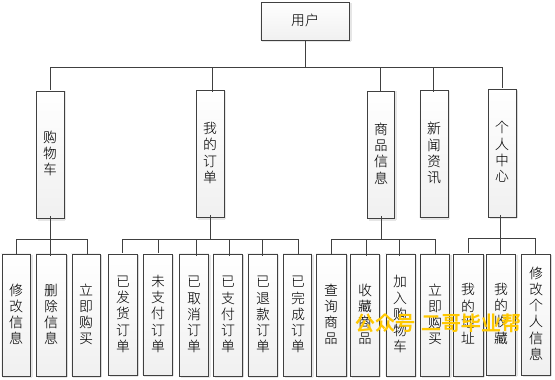 用户
购物车
我的订单
商品信息
新闻资讯
个人中心
修改信息
删除信息
立即购买
已发货订单
未支付订单
已取消订单
已支付订单
已退款订单
已完成订单
查询商品
收藏商品
加入购物车
立即购买
我的地址
我的收藏
修改个人信息
公众号 二哥毕业帮